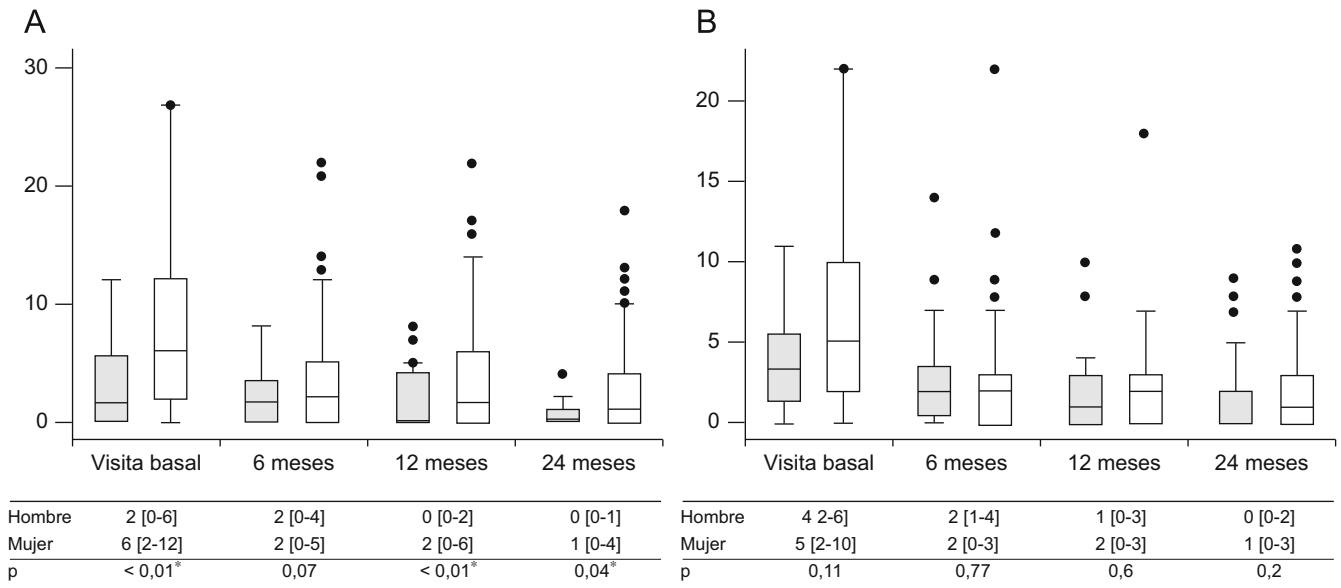 A
B
30
20
10
0
20
15
10
5
0
Visita basal 6 meses 12 meses 24 meses
Visita basal 6 meses 12 meses 24 meses
Hombre 2 [0-6] 2 [0-4] 0 [0-2] 0 [0-1]
Mujer 6 [2-12] 2 [0-5] 2 [0-6] 1 [0-4]
p < 0,01* 0,07 < 0,01* 0,04*
Hombre 4 2-6] 2 [1-4] 1 [0-3] 0 [0-2]
Mujer 5 [2-10] 2 [0-3] 2 [0-3] 1 [0-3]
p 0,11 0,77 0,6 0,2